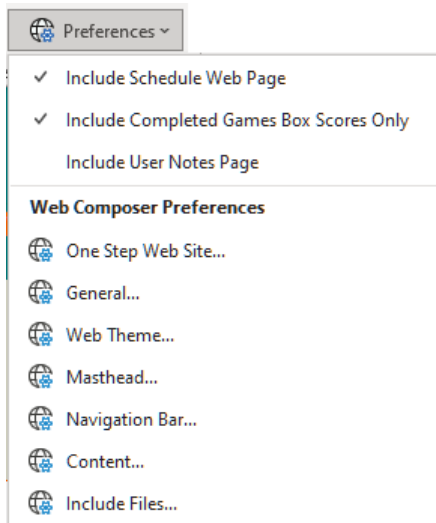 Preferences
Include Schedule Web Page
Include Completed Games Box Scores Only
Include User Notes Page
Web Composer Preferences
One Step Web Site...
General...
Web Theme...
Masthead...
Navigation Bar...
Content...
Include Files...